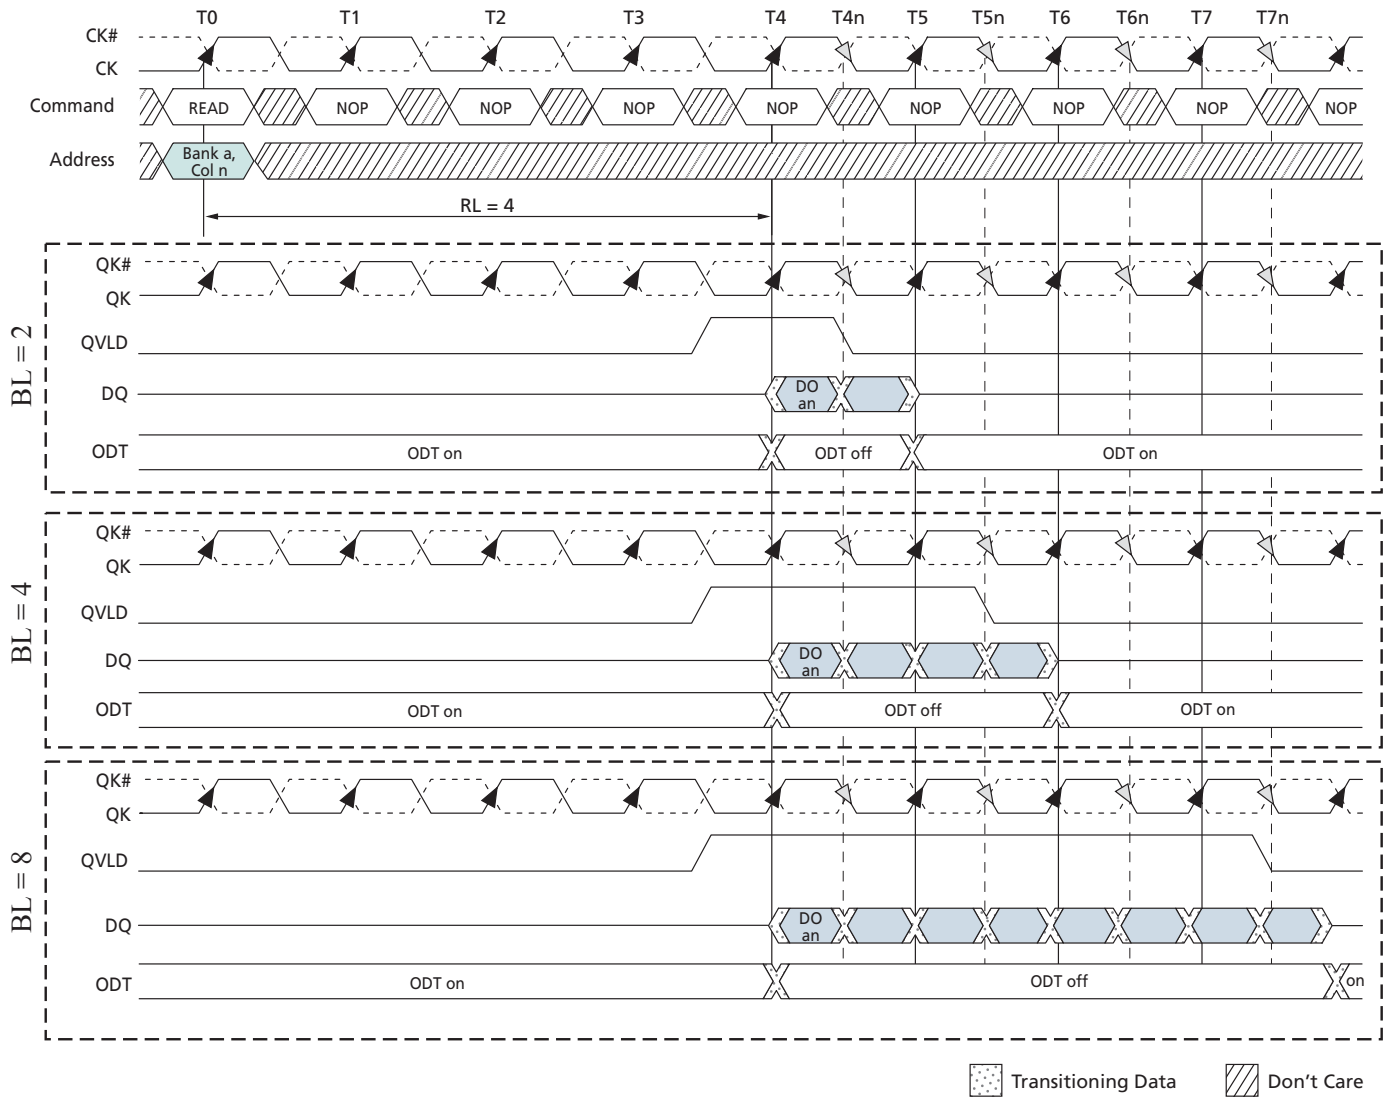 T0 T1 T2 T3 T4 T4n T5 T5n T6 T6n T7 T7n
CK#
CK
Command READ NOP NOP NOP NOP NOP NOP NOP NOP
Address Bank a,
Col n
RL = 4
BL = 2
QK#
QK
QVLD
DQ DO
an
ODT ODT on ODT off ODT on
BL = 4
QK#
QK
QVLD
DQ DO
an
ODT ODT on ODT off ODT on
BL = 8
QK#
QK
QVLD
DQ DO
an
ODT ODT on ODT off on
Transitioning Data Don't Care